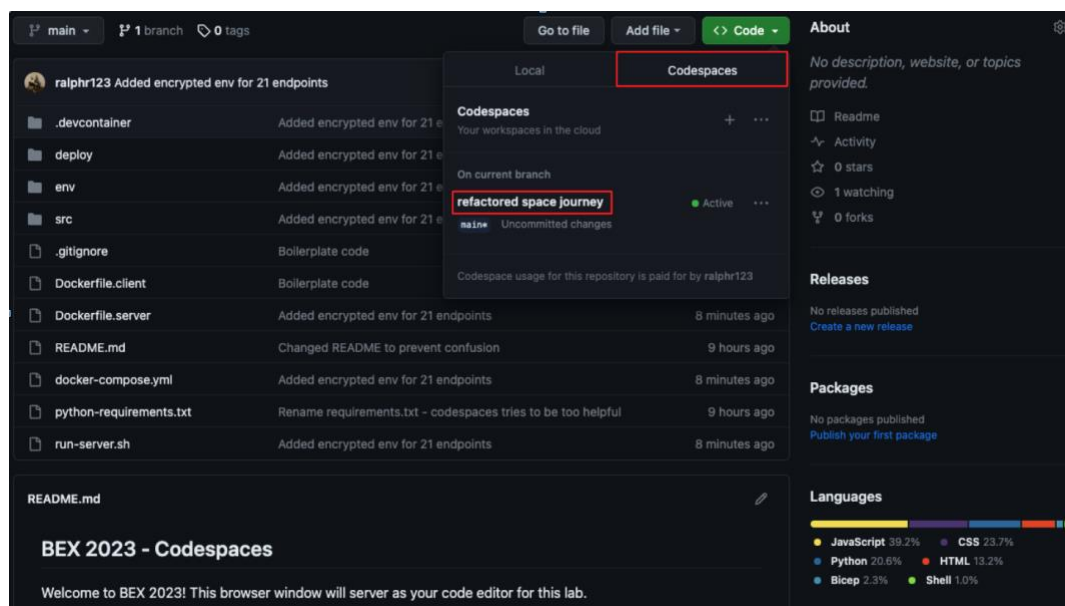 main
1 branch
0 tags
Go to file
Add file
<> Code
ralphr123 Added encrypted env for 21 endpoints
.devcontainer Added encrypted env for 21 e
deploy Added encrypted env for 21 e
env Added encrypted env for 21 e
src Added encrypted env for 21 e
.gitignore Boilerplate code
Dockerfile.client Boilerplate code
Dockerfile.server Added encrypted env for 21 endpoints 8 minutes ago
README.md Changed README to prevent confusion 9 hours ago
docker-compose.yml Added encrypted env for 21 endpoints 8 minutes ago
python-requirements.txt Rename requirements.txt - codespaces tries to be too helpful 9 hours ago
run-server.sh Added encrypted env for 21 endpoints 8 minutes ago
Local Codespaces
Codespaces
Your workspaces in the cloud
On current branch
refactored space journey Active
main* Uncommitted changes
Codespace usage for this repository is paid for by ralphr123
README.md
BEX 2023 - Codespaces
Welcome to BEX 2023! This browser window will server as your code editor for this lab.
About
No description, website, or topics
provided.
Readme
Activity
0 stars
1 watching
0 forks
Releases
No releases published
Create a new release
Packages
No packages published
Publish your first package
Languages
JavaScript 39.2% CSS 23.7%
Python 20.6% HTML 13.2%
Bicep 2.3% Shell 1.0%